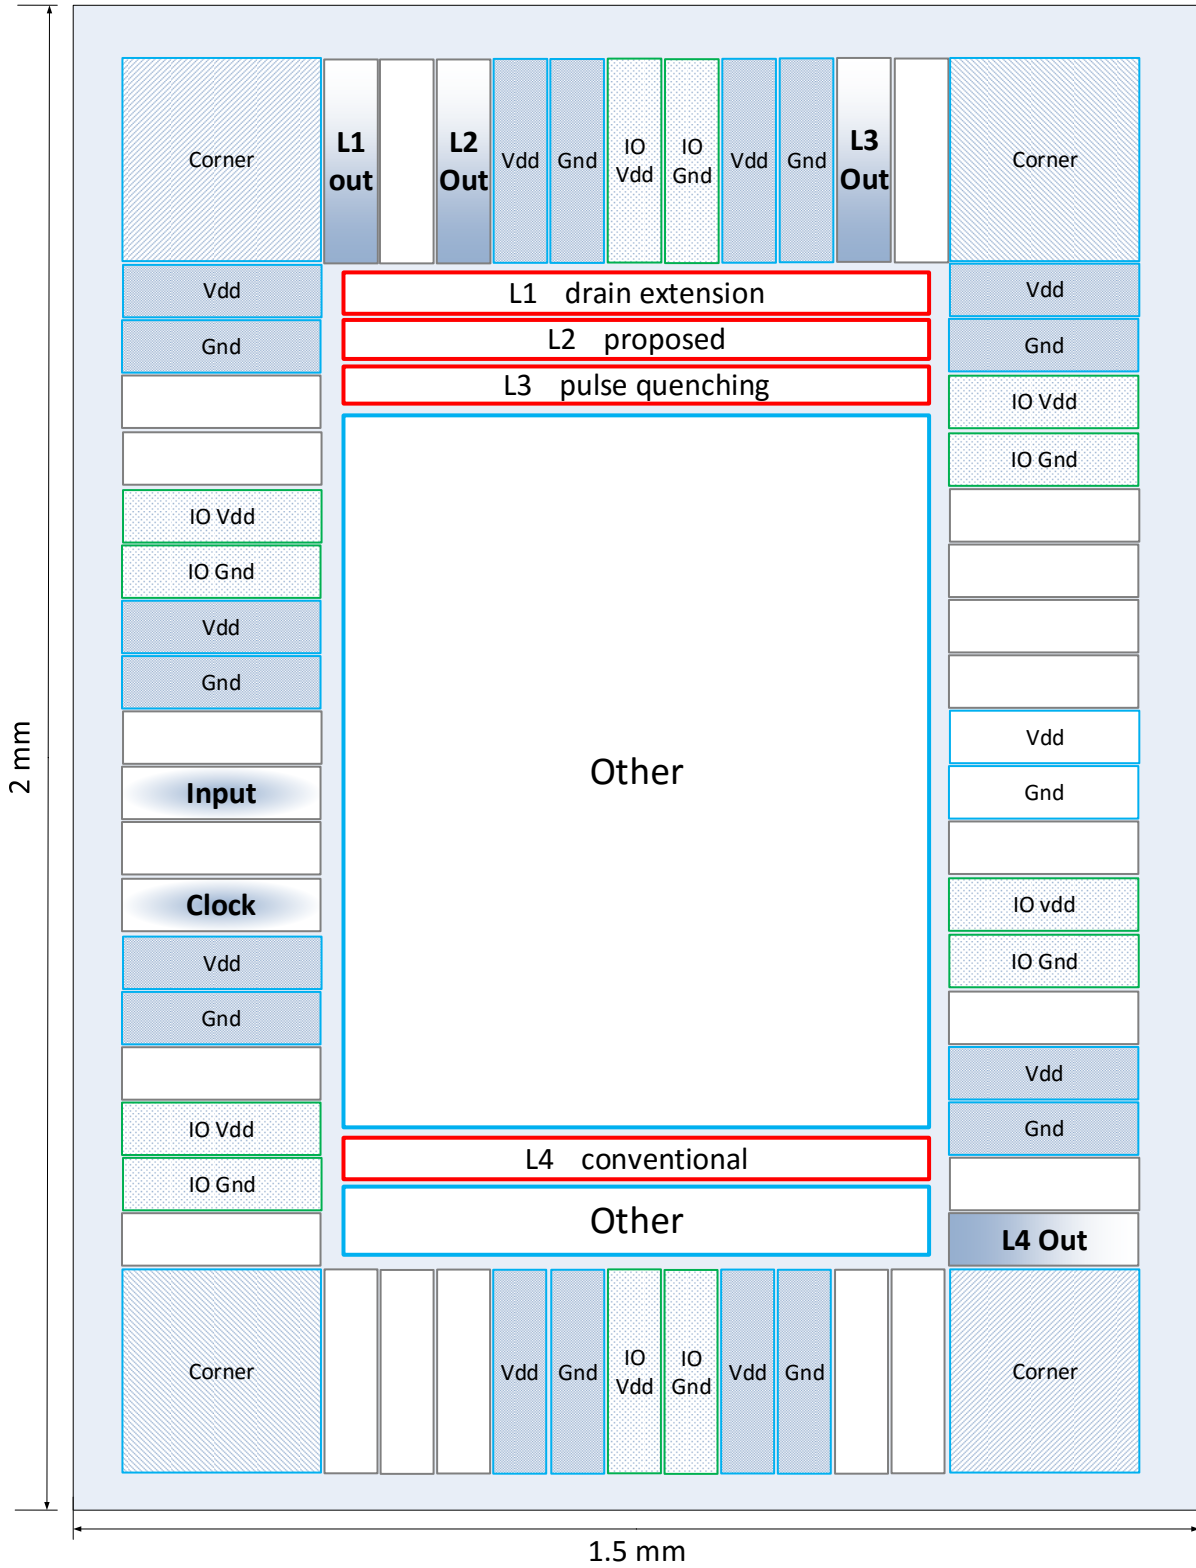 Corner
L1
out
L2
Out
Vdd
Gnd
IO
Vdd
IO
Gnd
Vdd
Gnd
L3
Out
Corner
Vdd
Gnd
IO Vdd
IO Gnd
Vdd
Gnd
Input
Clock
Vdd
Gnd
IO Vdd
IO Gnd
L1 drain extension
L2 proposed
L3 pulse quenching
Other
L4 conventional
Other
Vdd
Gnd
IO Vdd
IO Gnd
Vdd
Gnd
IO vdd
IO Gnd
Vdd
Gnd
L4 Out
Corner
Vdd
Gnd
IO
Vdd
IO
Gnd
Vdd
Gnd
Corner
2 mm
1.5 mm